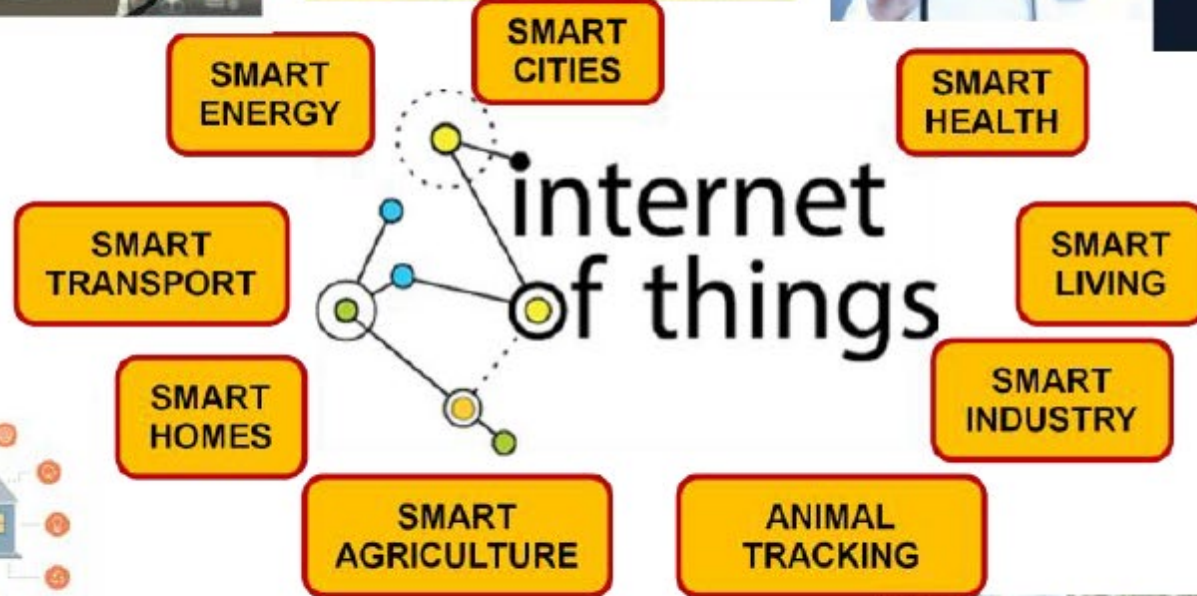 SMART
CITIES
SMART
ENERGY
SMART
HEALTH
internet
of things
SMART
TRANSPORT
SMART
LIVING
SMART
HOMES
SMART
INDUSTRY
SMART
AGRICULTURE
ANIMAL
TRACKING